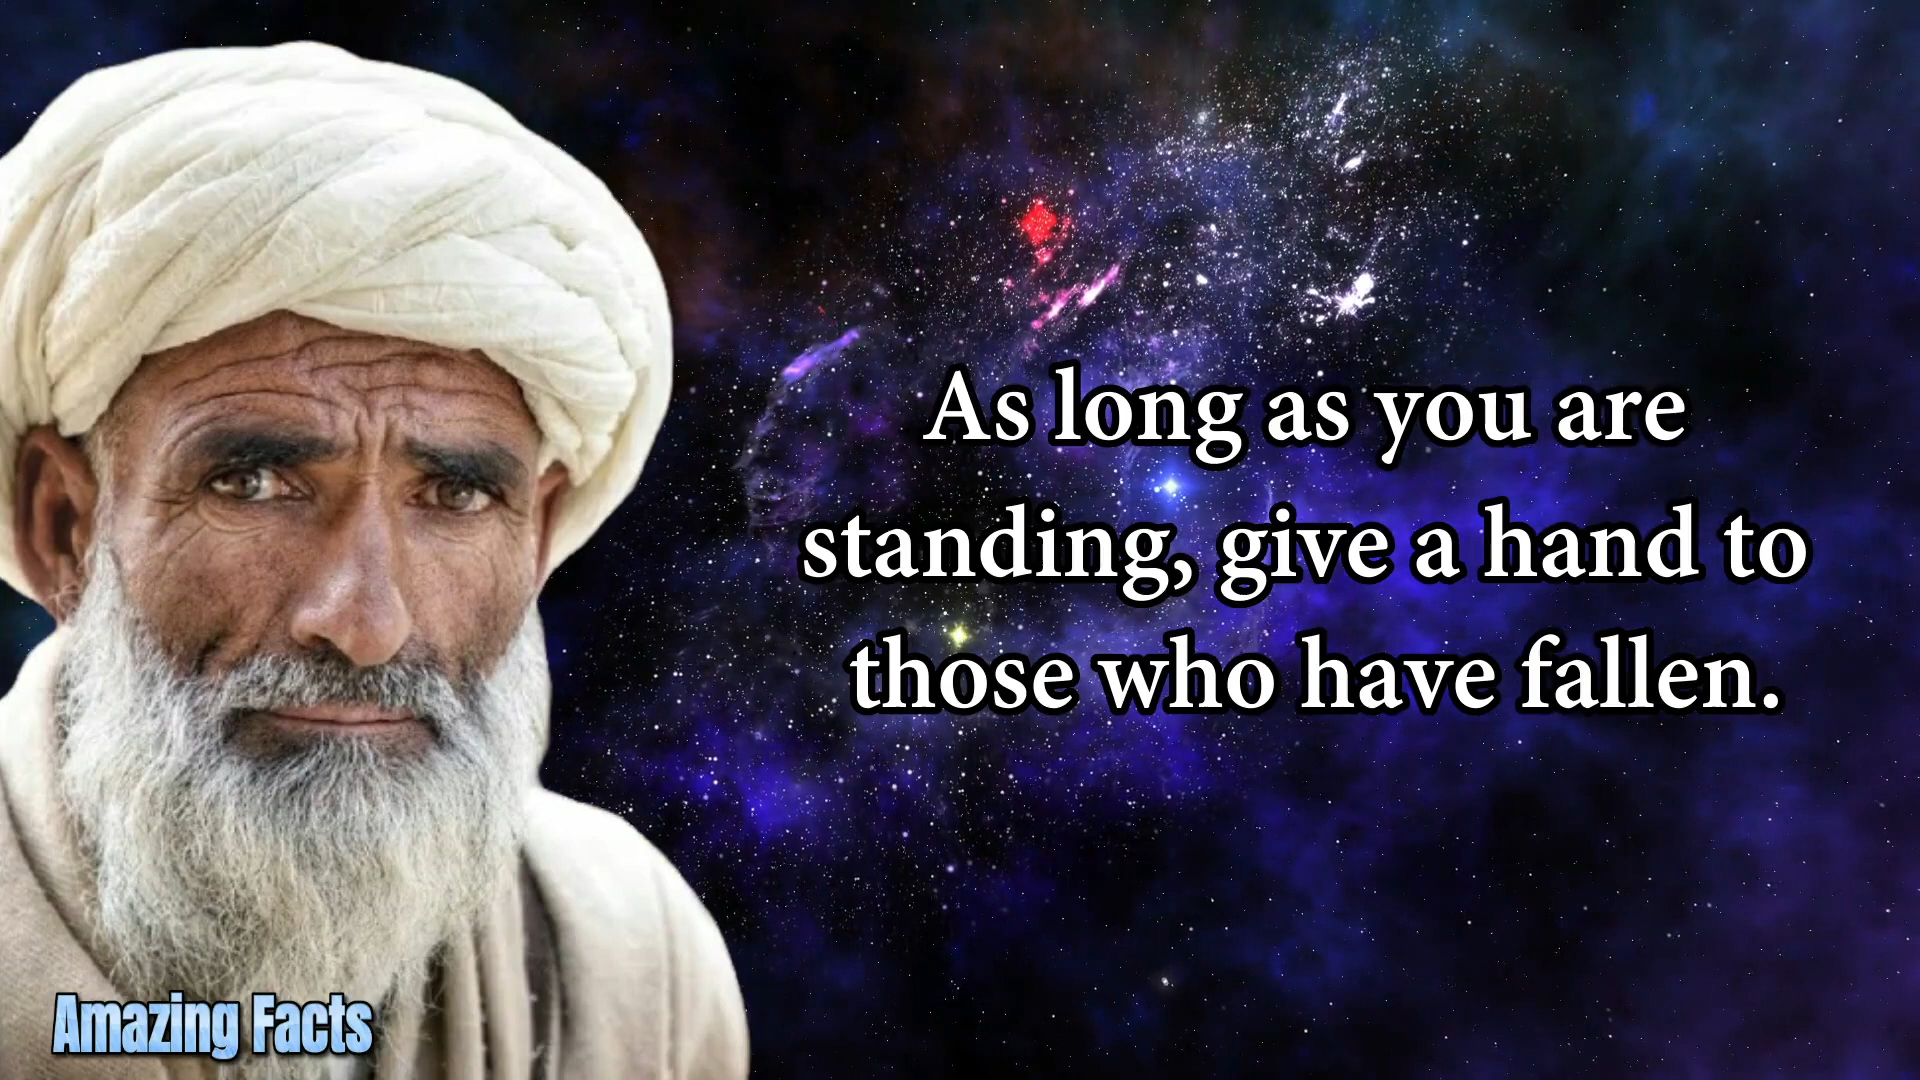 As long as you are
standing, give a hand to
those who have fallen.
Amazing Facts